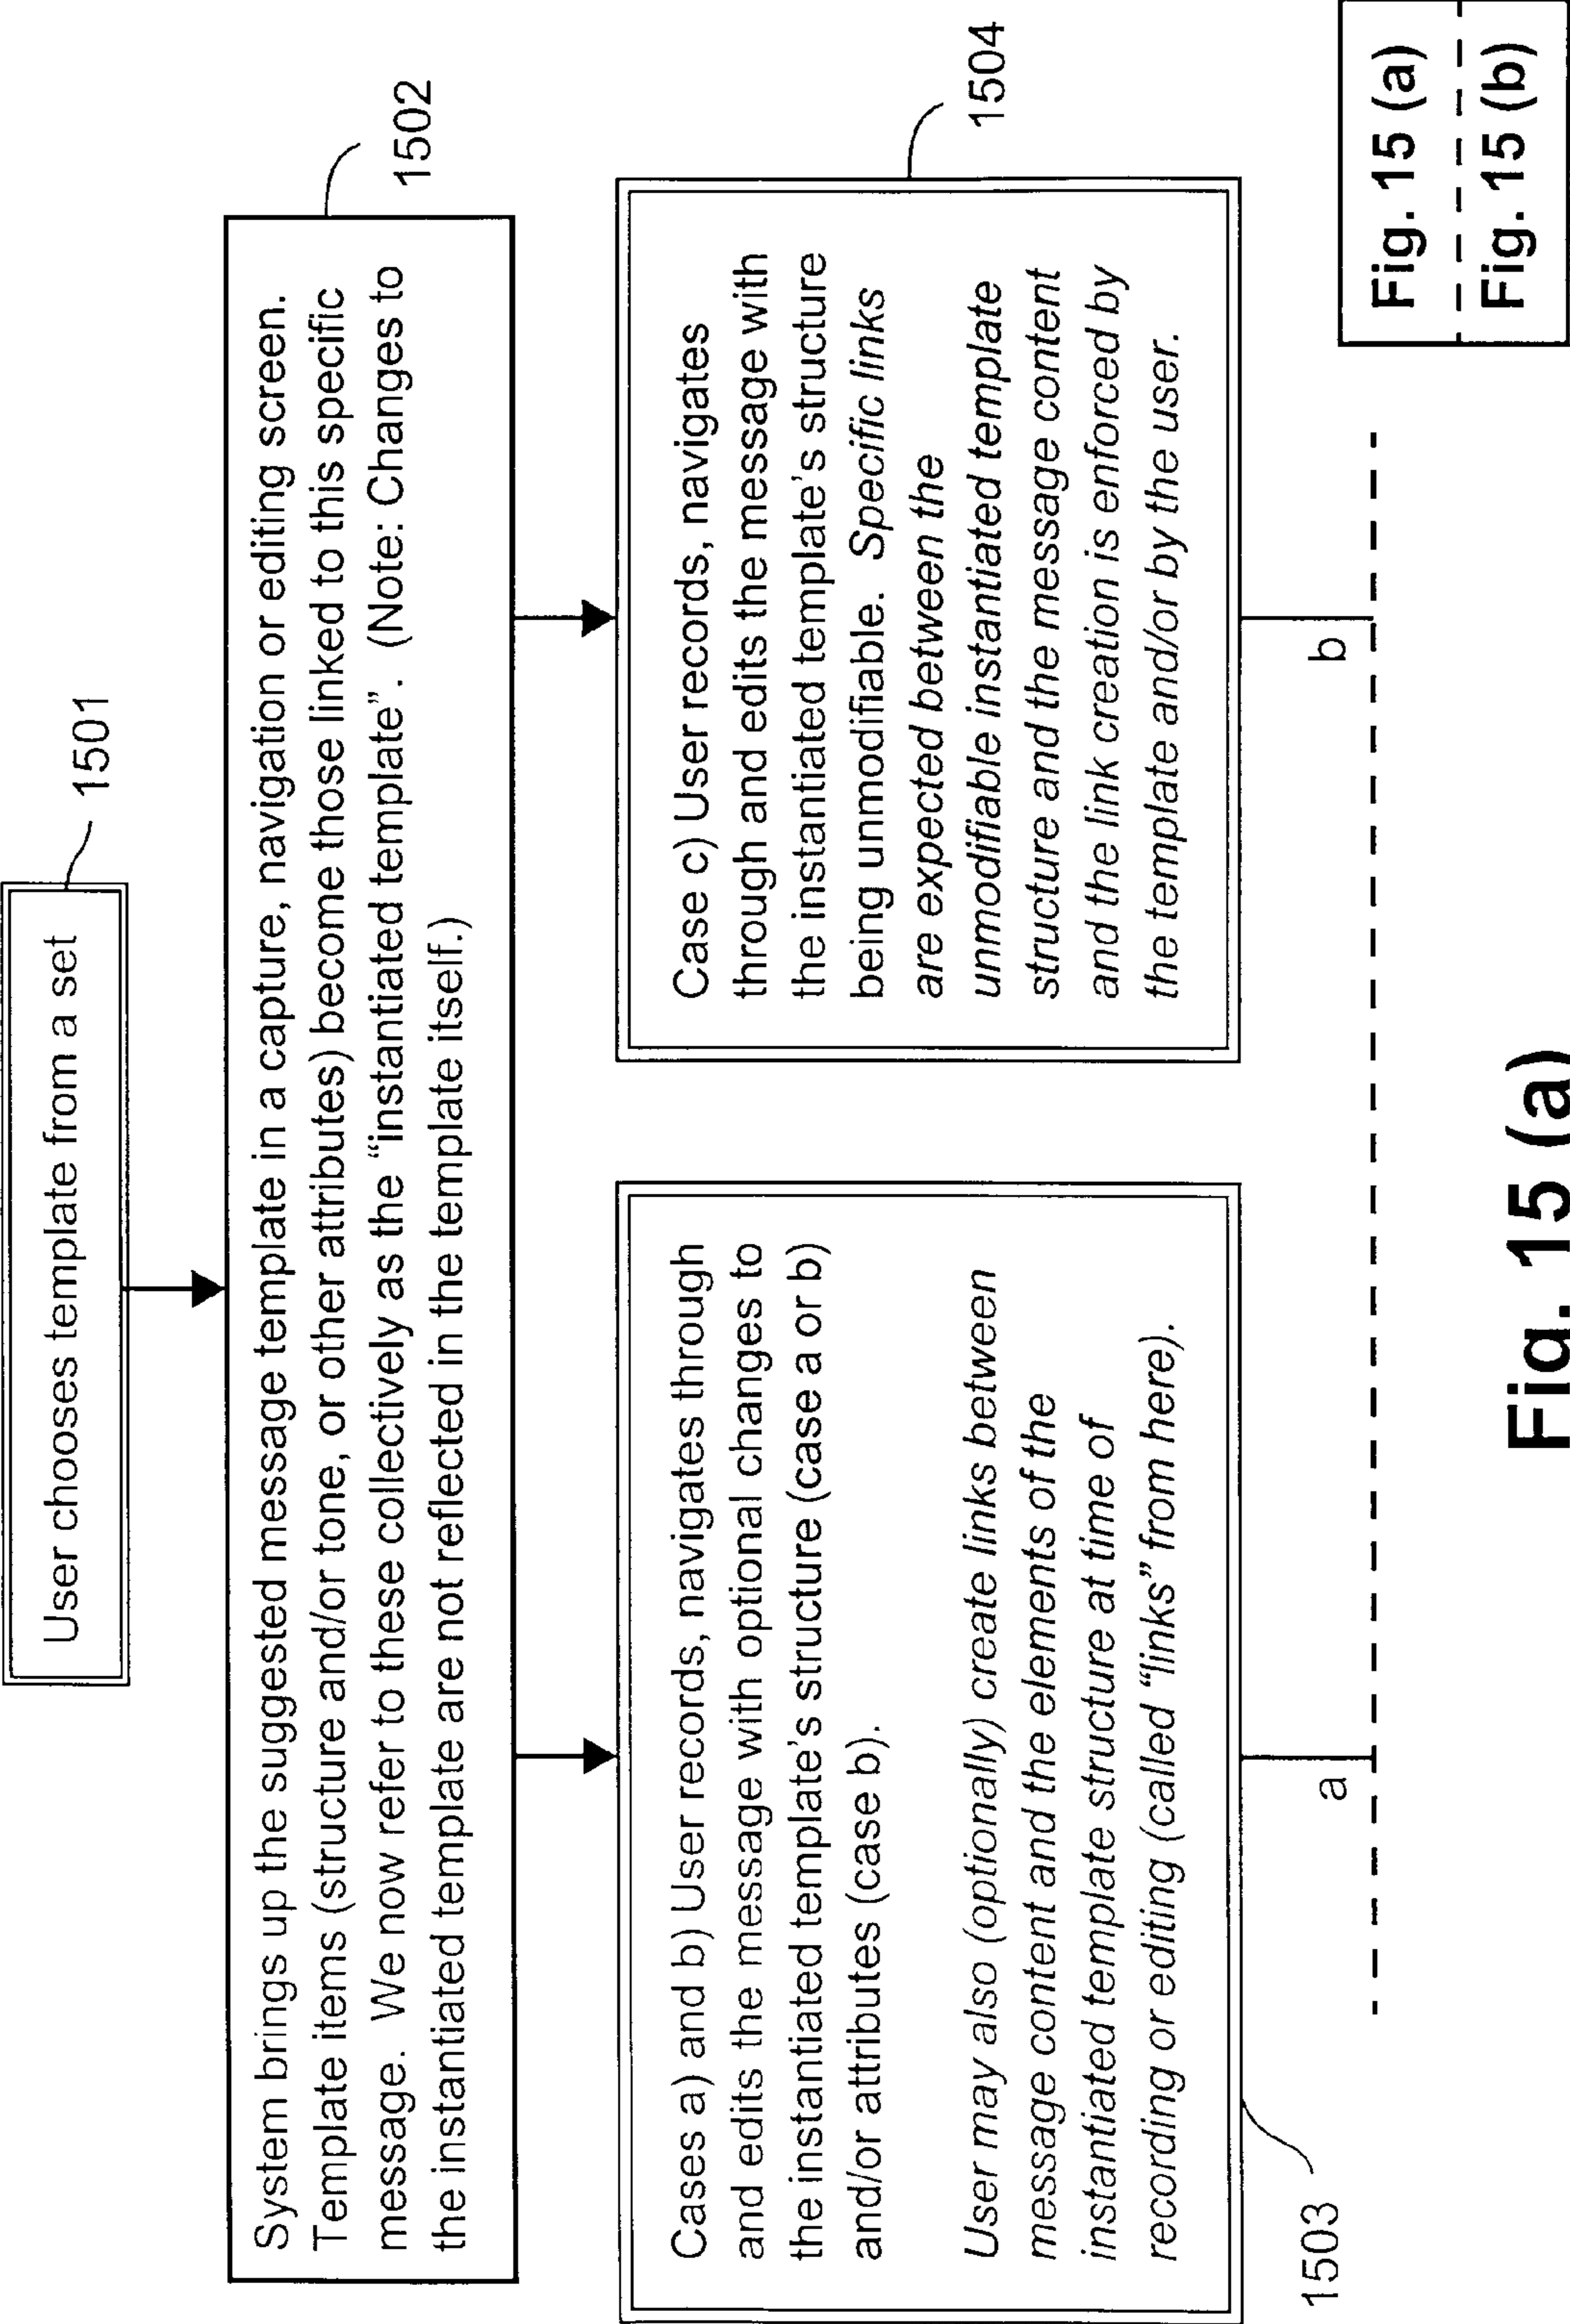 User chooses template from a set
1501
System brings up the suggested message template in a capture, navigation or editing screen.
Template items (structure and/or tone, or other attributes) become those linked to this specific
message. We now refer to these collectively as the “instantiated template”. (Note: Changes to
the instantiated template are not reflected in the template itself.)
1502
Cases a) and b) User records, navigates through
and edits the message with optional changes to
the instantiated template’s structure (case a or b)
and/or attributes (case b).
User may also (optionally) create links between
message content and the elements of the
instantiated template structure at time of
recording or editing (called “links” from here).
1503
Case c) User records, navigates
through and edits the message with
the instantiated template’s structure
being unmodifiable. Specific links
are expected between the
unmodifiable instantiated template
structure and the message content
and the link creation is enforced by
the template and/or by the user.
1504
a
b
Fig. 15 (a)
Fig. 15 (a)
Fig. 15 (b)